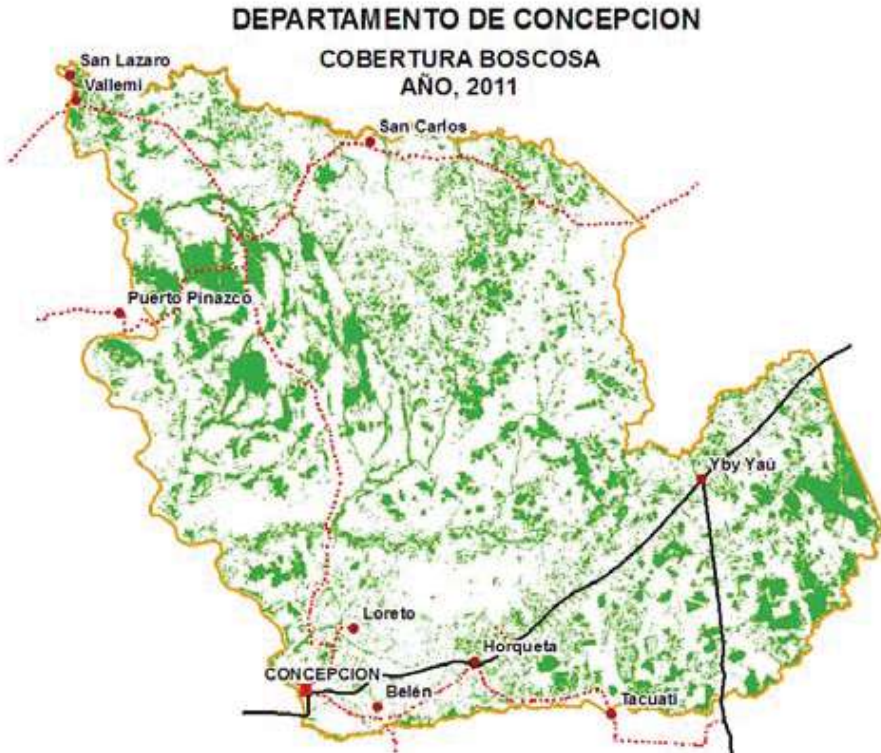 DEPARTAMENTO DE CONCEPCION
COBERTURA BOSCOSA
AÑO, 2011
San Lazaro
Vallemi
San Carlos
Puerto Pinazco
Yby Yaú
Loreto
Horqueta
CONCEPCION
Belén
Tacuati